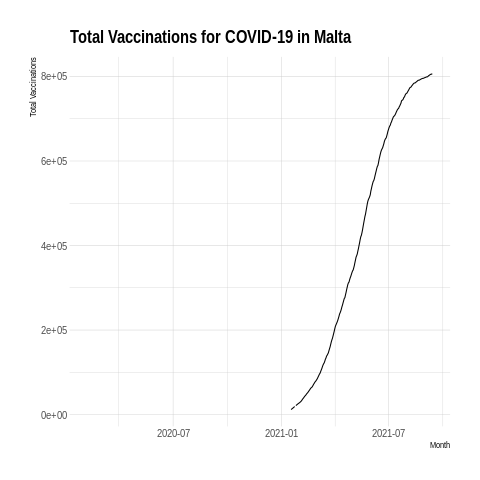 Total Vaccinations for COVID-19 in Malta
Total Vaccinations
8e+05
6e+05
4e+05
2e+05
0e+00
2020-07
2021-01
2021-07
Month